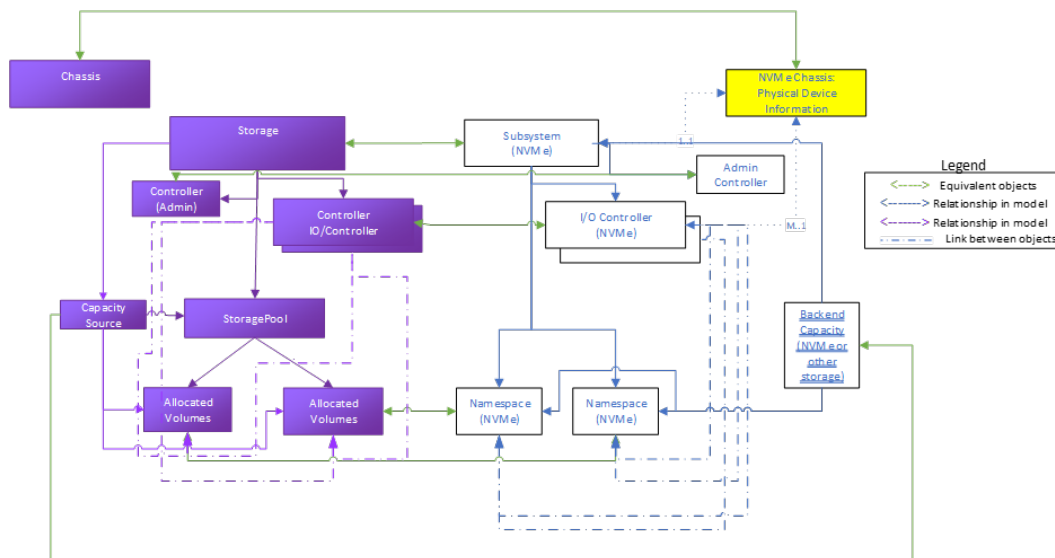 Chassis
NVMe Chassis:
Physical Device
Information
Storage
Subsystem
(NVMe)
1..1
Admin
Controller
Legend
Equivalent objects
Relationship in model
Relationship in model
Link between objects
Controller
(Admin)
Controller
IO/Controller
I/O Controller
(NVMe)
M..1
Capacity
Source
StoragePool
Backend
Capacity
(NVMe or
other
storage)
Allocated
Volumes
Allocated
Volumes
Namespace
(NVMe)
Namespace
(NVMe)